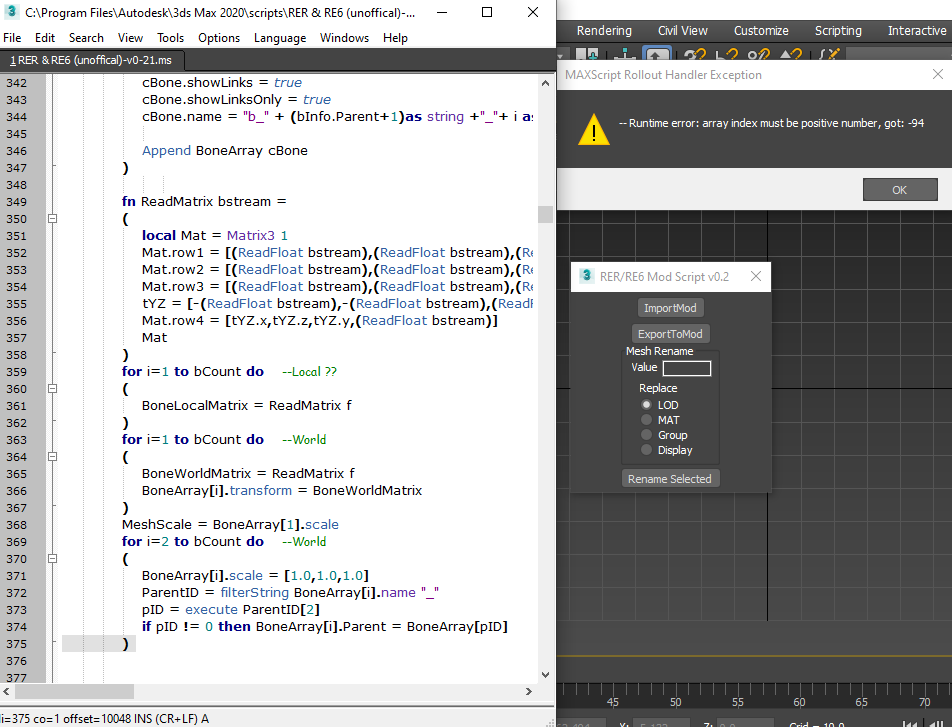 C:\Program Files\Autodesk\3ds Max 2020\scripts\RER & RE6 (unoffical)-...
File Edit Search View Tools Options Language Windows Help
1 RER & RE6 (unoffical)-v0-21.ms
342 cBone.showLinks = true
343 cBone.showLinksOnly = true
344 cBone.name = "b_" + (bInfo.Parent+1)as string +"_"+ i as
345
346 Append BoneArray cBone
347 )
348
349 fn ReadMatrix bstream =
350 (
351 local Mat = Matrix3 1
352 Mat.row1 = [(ReadFloat bstream),(ReadFloat bstream),(Re
353 Mat.row2 = [(ReadFloat bstream),(ReadFloat bstream),(Re
354 Mat.row3 = [(ReadFloat bstream),(ReadFloat bstream),(Re
355 tYZ = [-(ReadFloat bstream),-(ReadFloat bstream),(ReadF
356 Mat.row4 = [tYZ.x,tYZ.z,tYZ.y,(ReadFloat bstream)]
357 Mat
358 )
359 for i=1 to bCount do --Local ??
360 (
361 BoneLocalMatrix = ReadMatrix f
362 )
363 for i=1 to bCount do --World
364 (
365 BoneWorldMatrix = ReadMatrix f
366 BoneArray[i].transform = BoneWorldMatrix
367 )
368 MeshScale = BoneArray[1].scale
369 for i=2 to bCount do --World
370 (
371 BoneArray[i].scale = [1.0,1.0,1.0]
372 ParentID = filterString BoneArray[i].name "_"
373 pID = execute ParentID[2]
374 if pID != 0 then BoneArray[i].Parent = BoneArray[pID]
375 )
376
377
li=375 co=1 offset=10048 INS (CR+LF) A
Rendering Civil View Customize Scripting Interactive
MAXScript Rollout Handler Exception
-- Runtime error: array index must be positive number, got: -94
OK
RER/RE6 Mod Script v0.2
ImportMod
ExportToMod
Mesh Rename
Value
Replace
LOD
MAT
Group
Display
Rename Selected
45 50 55 60 65 70
X: Z: Grid = 10.0